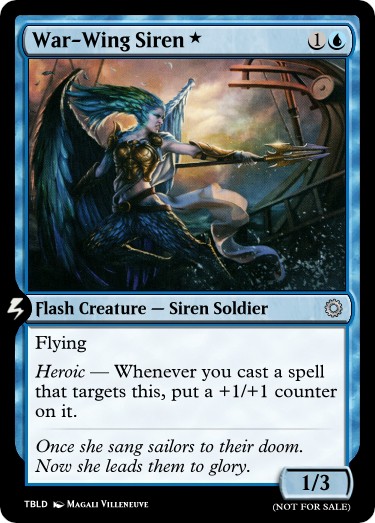 War-Wing Siren ★ 1
Flash Creature — Siren Soldier
Flying
Heroic — Whenever you cast a spell
that targets this, put a +1/+1 counter
on it.
Once she sang sailors to their doom.
Now she leads them to glory.
1/3
TBLD Magali Villeneuve (NOT FOR SALE)